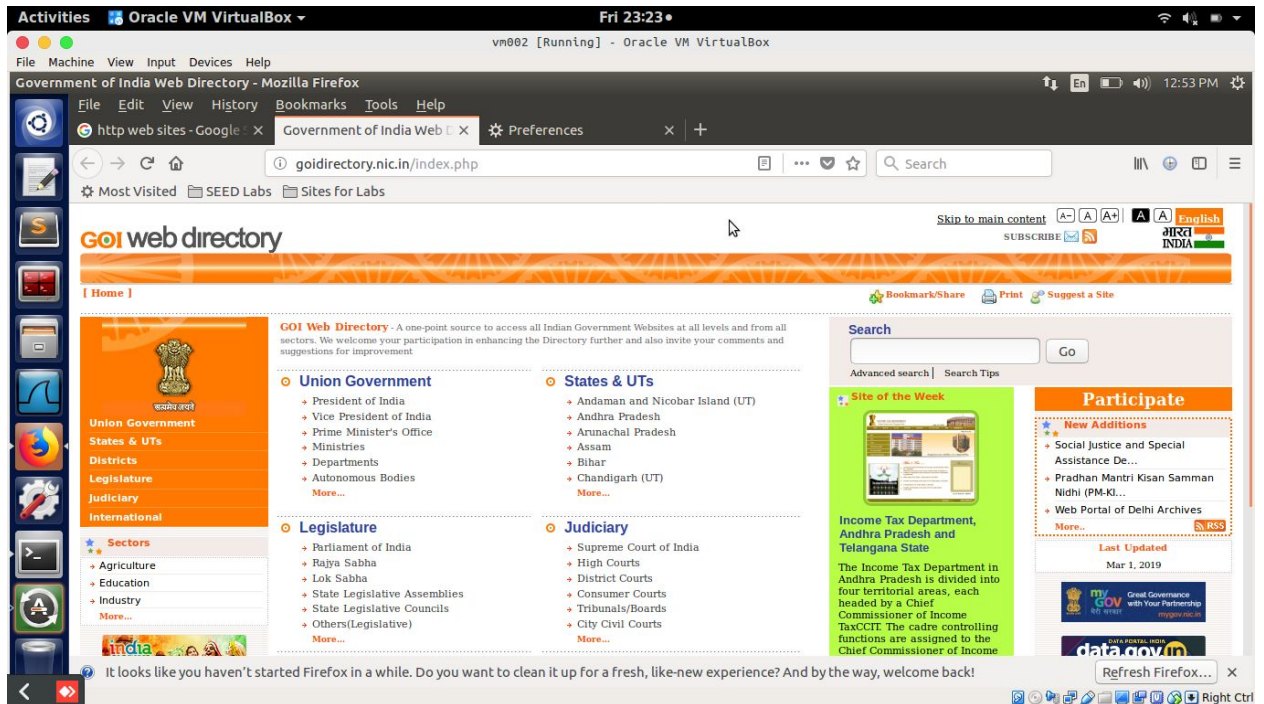 Activities Oracle VM VirtualBox Fri 23:23
vm002 [Running] - Oracle VM VirtualBox
File Machine View Input Devices Help
Government of India Web Directory - Mozilla Firefox En 12:53 PM
File Edit View History Bookmarks Tools Help
http web sites - Google Government of India Web Preferences
goidirectory.nic.in/index.php Search
Most Visited SEED Labs Sites for Labs
Skip to main content A- A A+ A A English
SUBSCRIBE भारत
INDIA
GOI web directory
[ Home ] Bookmark/Share Print Suggest a Site
सत्यमेव जयते
Union Government
States & UTs
Districts
Legislature
Judiciary
International
Sectors
Agriculture
Education
Industry
More...
india
GOI Web Directory - A one-point source to access all Indian Government Websites at all levels and from all
sectors. We welcome your participation in enhancing the Directory further and also invite your comments and
suggestions for improvement
Union Government
President of India
Vice President of India
Prime Minister's Office
Ministries
Departments
Autonomous Bodies
More...
States & UTs
Andaman and Nicobar Island (UT)
Andhra Pradesh
Arunachal Pradesh
Assam
Bihar
Chandigarh (UT)
More...
Legislature
Parliament of India
Rajya Sabha
Lok Sabha
State Legislative Assemblies
State Legislative Councils
Others(Legislative)
More...
Judiciary
Supreme Court of India
High Courts
District Courts
Consumer Courts
Tribunals/Boards
City Civil Courts
More...
Search
Go
Advanced search | Search Tips
Site of the Week
Income Tax Department,
Andhra Pradesh and
Telangana State
The Income Tax Department in
Andhra Pradesh is divided into
four territorial areas, each
headed by a Chief
Commissioner of Income
TaxCCIT. The cadre controlling
functions are assigned to the
Chief Commissioner of Income
Participate
New Additions
Social Justice and Special
Assistance De...
Pradhan Mantri Kisan Samman
Nidhi (PM-KI...
Web Portal of Delhi Archives
More.. RSS
Last Updated
Mar 1, 2019
my GOV Great Governance
मेरी सरकार with Your Partnership
mygov.nic.in
DATA PORTAL INDIA
data.gov.in
It looks like you haven't started Firefox in a while. Do you want to clean it up for a fresh, like-new experience? And by the way, welcome back! Refresh Firefox...
Right Ctrl